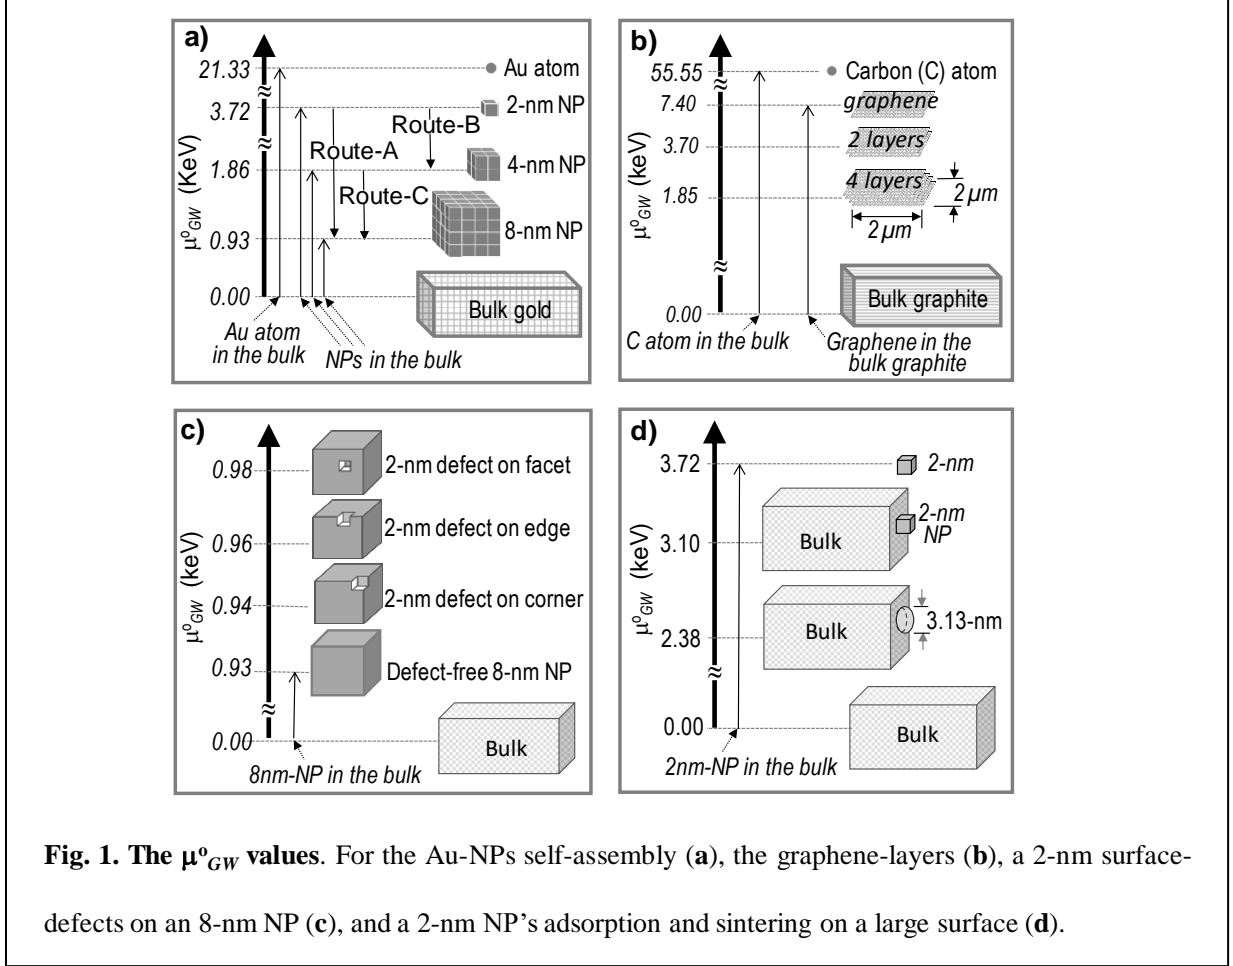 a)
21.33
Au atom
3.72
2-nm NP
Route-B
Route-A
1.86
4-nm NP
Route-C
0.93
8-nm NP
0.00
Bulk gold
μ°GW (KeV)
Au atom
in the bulk
NPs in the bulk
b)
55.55
Carbon (C) atom
7.40
graphene
3.70
2 layers
1.85
4 layers
2μm
2μm
0.00
Bulk graphite
μ°GW (keV)
C atom in the bulk
Graphene in the
bulk graphite
c)
0.98
2-nm defect on facet
0.96
2-nm defect on edge
0.94
2-nm defect on corner
0.93
Defect-free 8-nm NP
0.00
Bulk
μ°GW (keV)
8nm-NP in the bulk
d)
3.72
2-nm
2-nm
NP
Bulk
3.10
3.13-nm
Bulk
2.38
0.00
Bulk
μ°GW (keV)
2nm-NP in the bulk
Fig. 1. The μ°GW values. For the Au-NPs self-assembly (a), the graphene-layers (b), a 2-nm surface-
defects on an 8-nm NP (c), and a 2-nm NP's adsorption and sintering on a large surface (d).